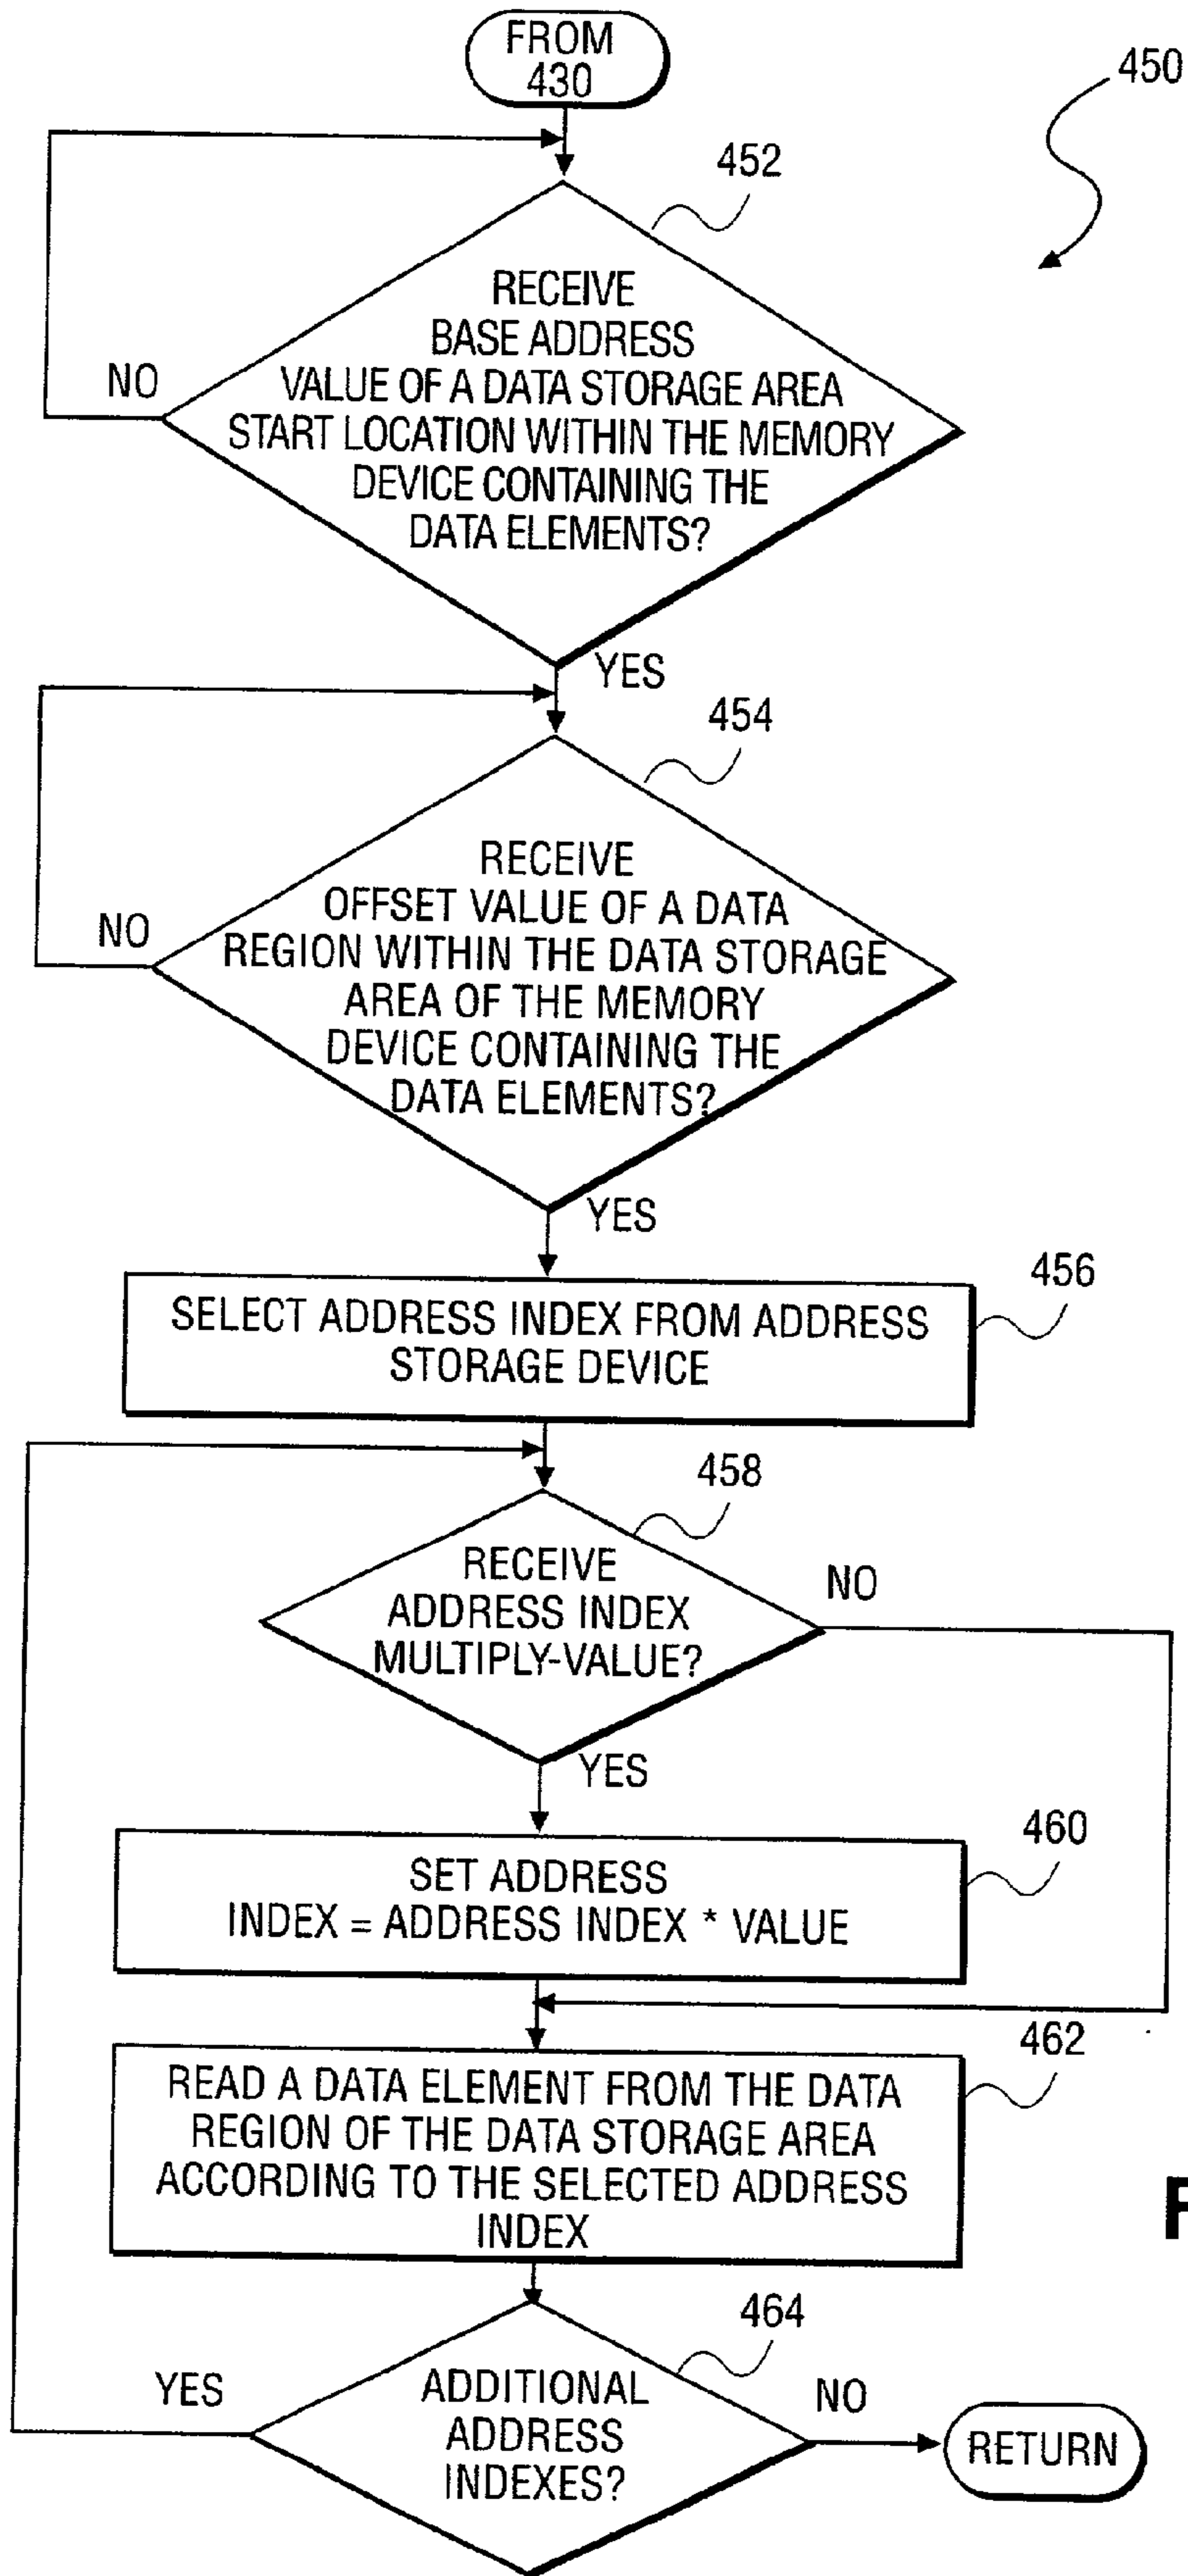 FROM
430
450
452
RECEIVE
BASE ADDRESS
VALUE OF A DATA STORAGE AREA
START LOCATION WITHIN THE MEMORY
DEVICE CONTAINING THE
DATA ELEMENTS?
NO
YES
454
RECEIVE
OFFSET VALUE OF A DATA
REGION WITHIN THE DATA STORAGE
AREA OF THE MEMORY
DEVICE CONTAINING THE
DATA ELEMENTS?
NO
YES
456
SELECT ADDRESS INDEX FROM ADDRESS
STORAGE DEVICE
458
RECEIVE
ADDRESS INDEX
MULTIPLY-VALUE?
NO
YES
460
SET ADDRESS
INDEX = ADDRESS INDEX * VALUE
462
READ A DATA ELEMENT FROM THE DATA
REGION OF THE DATA STORAGE AREA
ACCORDING TO THE SELECTED ADDRESS
INDEX
464
YES
ADDITIONAL
ADDRESS
INDEXES?
NO
RETURN